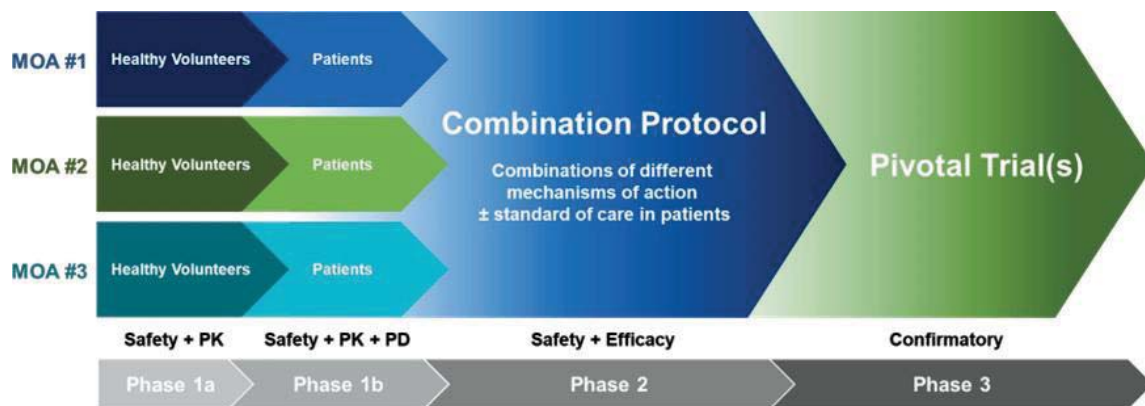 MOA #1
Healthy Volunteers
Patients
MOA #2
Healthy Volunteers
Patients
MOA #3
Healthy Volunteers
Patients
Combination Protocol
Combinations of different
mechanisms of action
± standard of care in patients
Pivotal Trial(s)
Safety + PK
Safety + PK + PD
Safety + Efficacy
Confirmatory
Phase 1a
Phase 1b
Phase 2
Phase 3